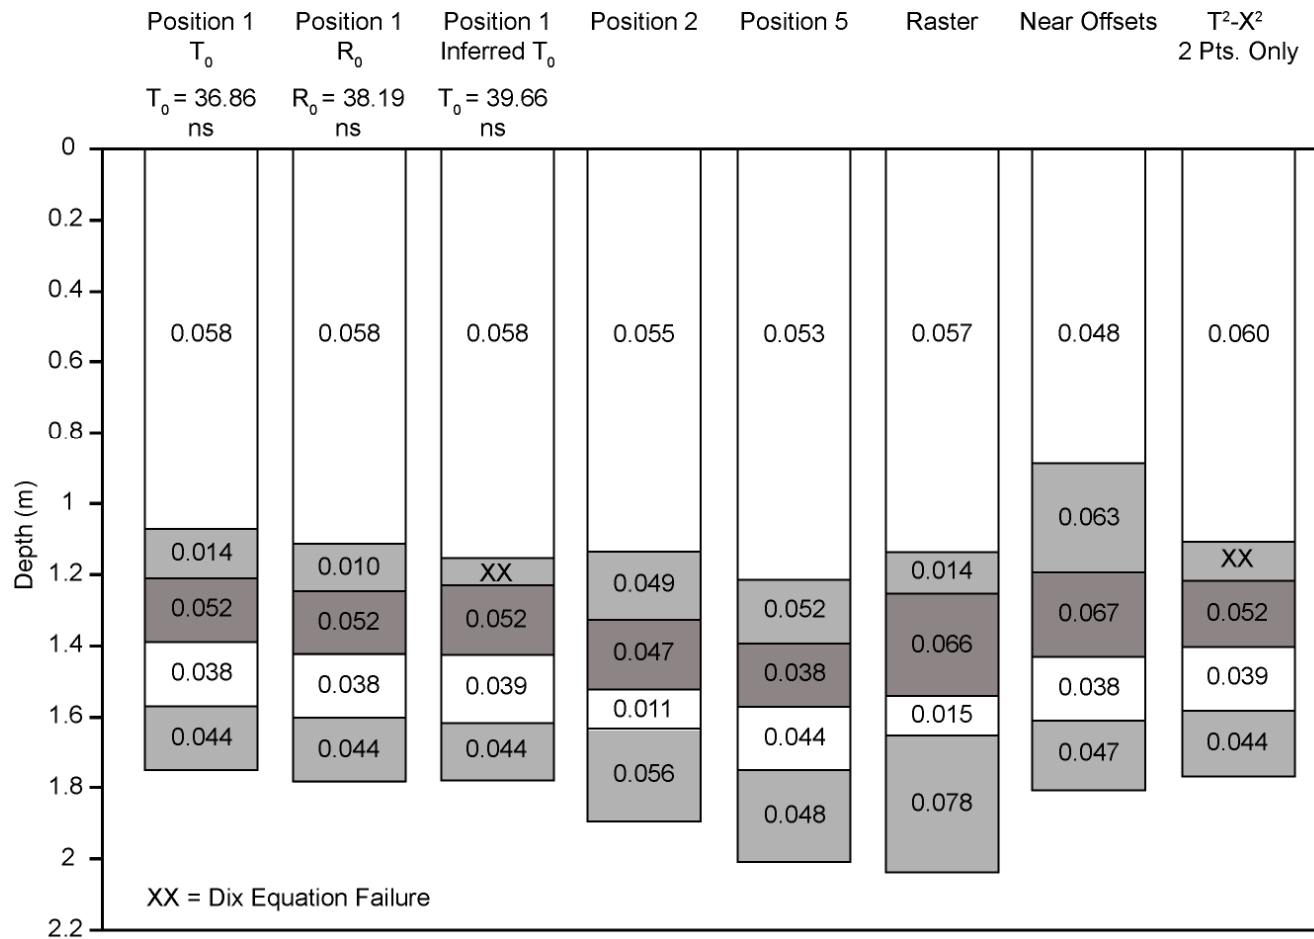 Position 1 Position 1 Position 1 Position 2 Position 5 Raster Near Offsets T²-X²
T₀ R₀ Inferred T₀ 2 Pts. Only
T₀ = 36.86 R₀ = 38.19 T₀ = 39.66
ns ns ns
0
0.2
0.4
0.058 0.058 0.058 0.055 0.053 0.057 0.048 0.060
0.6
0.8
Depth (m)
1
0.063
0.014 0.010 XX 0.049 0.014 XX
1.2
0.052 0.052 0.052 0.052 0.067 0.052
1.4
0.047 0.066
0.038 0.038 0.039 0.038 0.038 0.039
1.6
0.011 0.015
0.044 0.044 0.044 0.044 0.047 0.044
0.056
1.8
0.048 0.078
2
XX = Dix Equation Failure
2.2